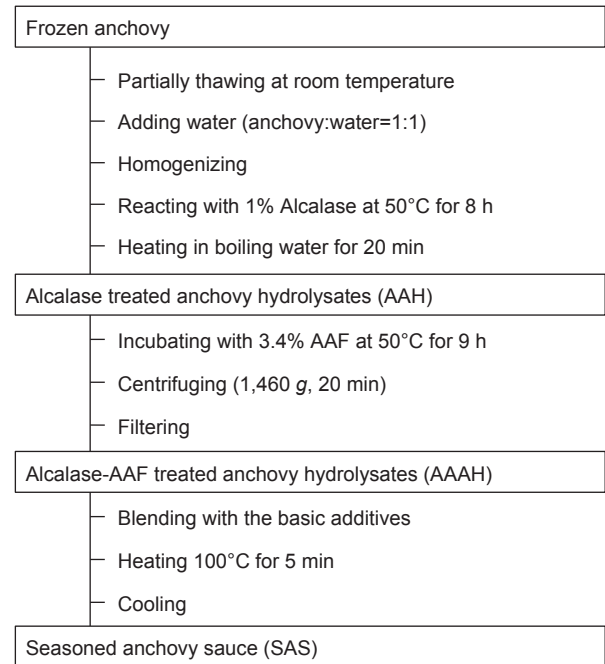 Frozen anchovy
Partially thawing at room temperature
Adding water (anchovy:water=1:1)
Homogenizing
Reacting with 1% Alcalase at 50°C for 8 h
Heating in boiling water for 20 min
Alcalase treated anchovy hydrolysates (AAH)
Incubating with 3.4% AAF at 50°C for 9 h
Centrifuging (1,460 g, 20 min)
Filtering
Alcalase-AAF treated anchovy hydrolysates (AAAH)
Blending with the basic additives
Heating 100°C for 5 min
Cooling
Seasoned anchovy sauce (SAS)